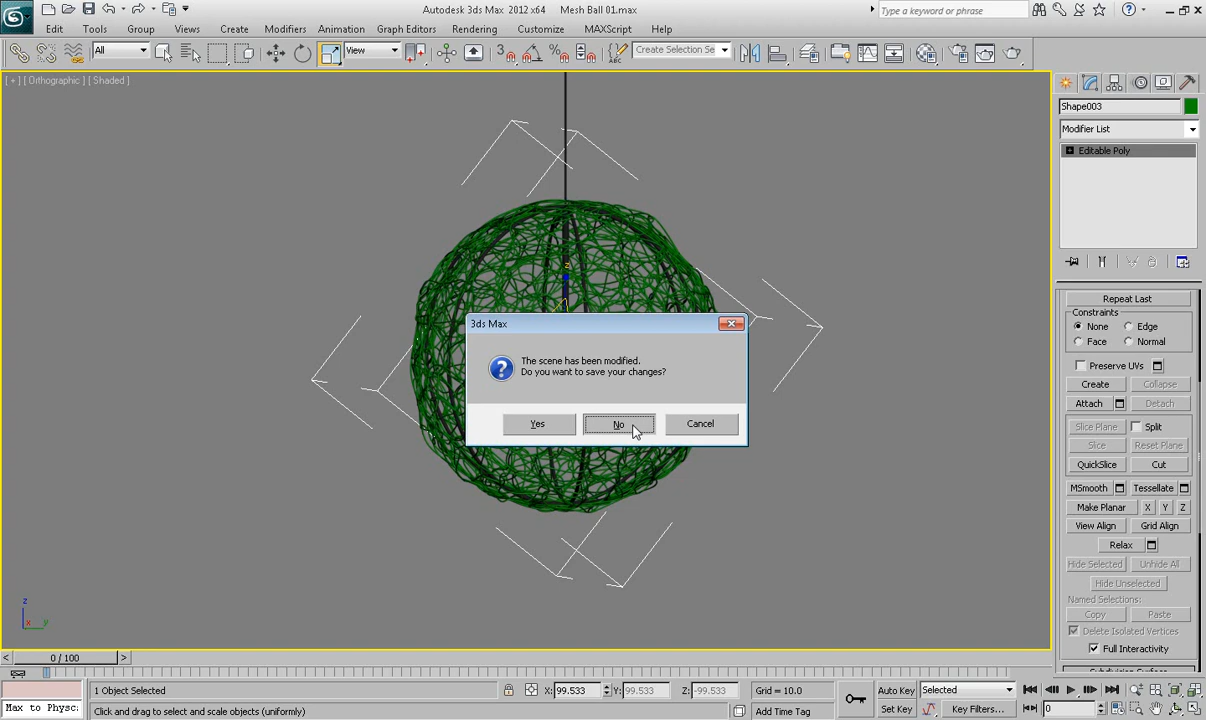 Autodesk 3ds Max 2012 x64 Mesh Ball 01.max
Type a keyword or phrase
Edit Tools Group Views Create Modifiers Animation Graph Editors Rendering Customize MAXScript Help
All View 3 Create Selection Se
[ + ] [ Orthographic ] [ Shaded ]
Shape003
Modifier List
Editable Poly
z
3ds Max
The scene has been modified.
Do you want to save your changes?
Yes No Cancel
Repeat Last
Constraints
None Edge
Face Normal
Preserve UVs
Create Collapse
Attach Detach
Slice Plane Split
Slice Reset Plane
QuickSlice Cut
MSmooth Tessellate
Make Planar X Y Z
View Align Grid Align
Relax
Hide Selected Unhide All
Hide Unselected
Named Selections:
Copy Paste
Delete Isolated Vertices
Full Interactivity
Subdivision Surface
z
x y
< 0 / 100 >
1 Object Selected X: 99.533 Y: 99.533 Z: -99.533 Grid = 10.0 Auto Key Selected
Max to Physc: Click and drag to select and scale objects (uniformly) Add Time Tag Set Key Key Filters... 0